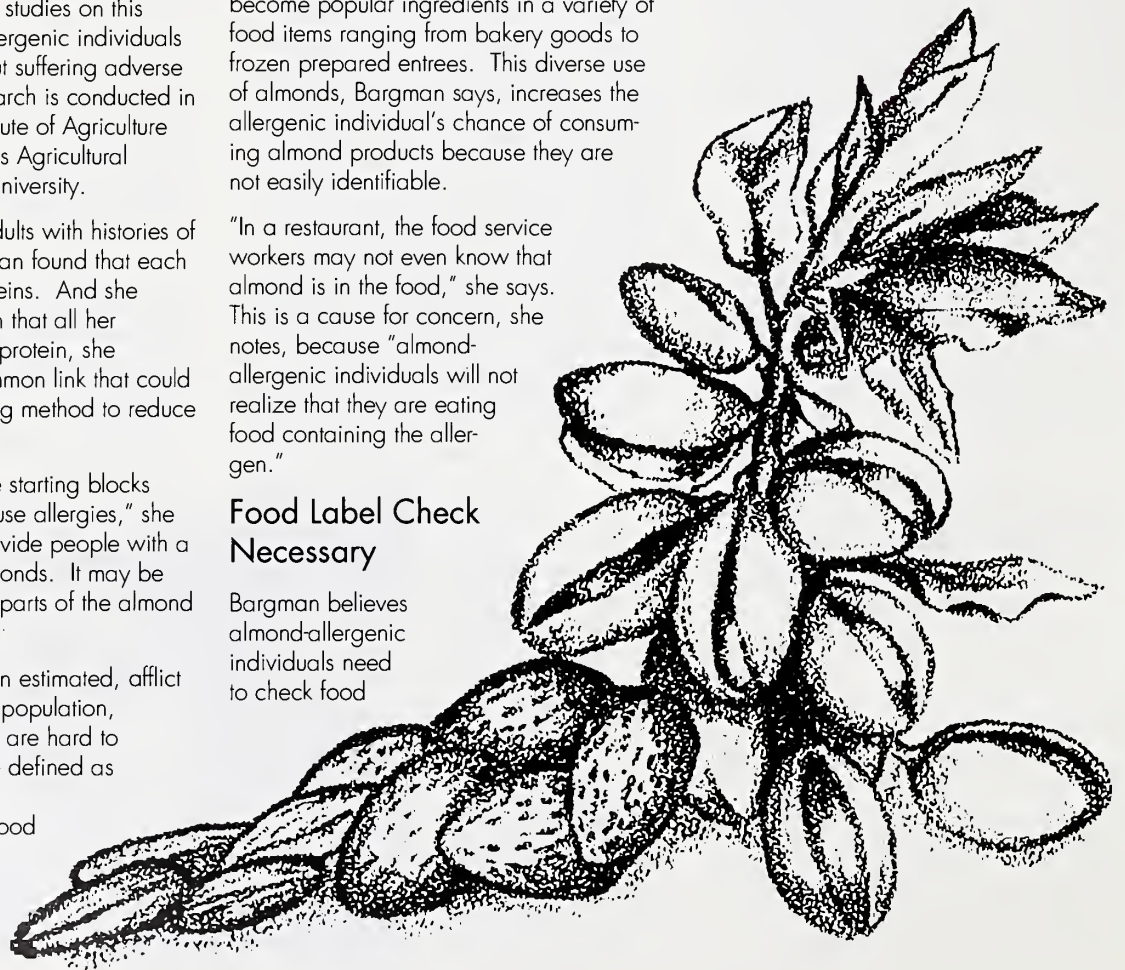 studies on this
ergenic individuals
t suffering adverse
arch is conducted in
ute of Agriculture
s Agricultural
niversity.
dults with histories of
an found that each
eins. And she
n that all her
protein, she
mmon link that could
g method to reduce
e starting blocks
use allergies," she
vide people with a
onds. It may be
parts of the almond
n estimated, afflict
population,
are hard to
defined as
ood
become popular ingredients in a variety of
food items ranging from bakery goods to
frozen prepared entrees. This diverse use
of almonds, Bargman says, increases the
allergenic individual's chance of consum-
ing almond products because they are
not easily identifiable.
"In a restaurant, the food service
workers may not even know that
almond is in the food," she says.
This is a cause for concern, she
notes, because "almond-
allergenic individuals will not
realize that they are eating
food containing the aller-
gen."
Food Label Check
Necessary
Bargman believes
almond-allergenic
individuals need
to check food